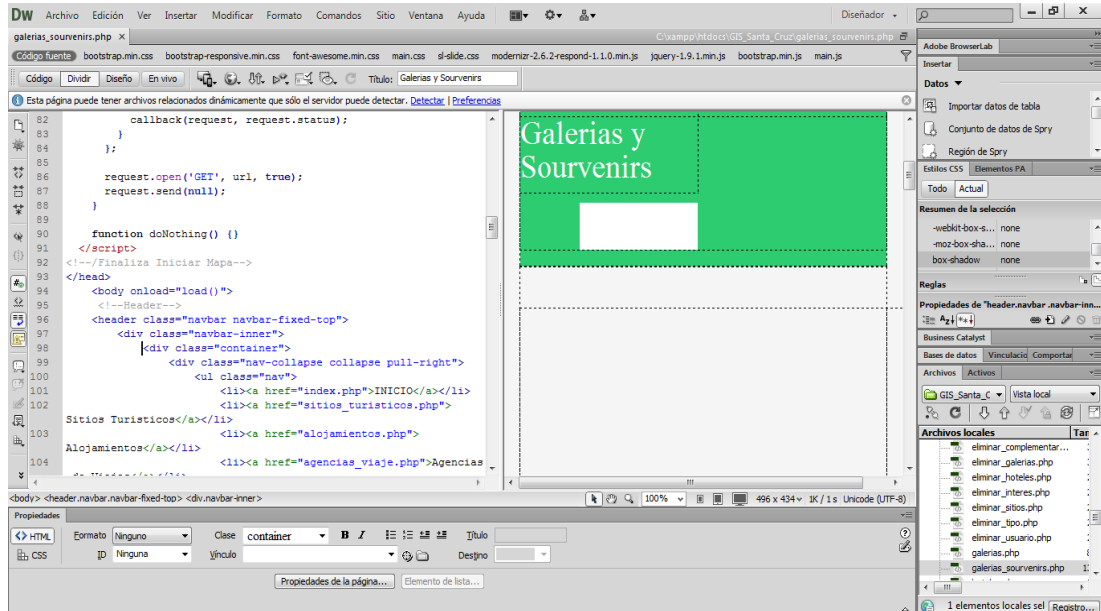 DW Archivo Edición Ver Insertar Modificar Formato Comandos Sitio Ventana Ayuda Diseñador
galerias_sourvenirs.php × C:\xampp\htdocs\GIS_Santa_Cruz\galerias_sourvenirs.php
Código fuente bootstrap.min.css bootstrap-responsive.min.css font-awesome.min.css main.css sl-slide.css modernizr-2.6.2-respond-1.1.0.min.js jquery-1.9.1.min.js bootstrap.min.js main.js
Código Dividir Diseño En vivo Título: Galerias y Sourvenirs
Esta página puede tener archivos relacionados dinámicamente que sólo el servidor puede detectar. Detectar | Preferencias
82 callback(request, request.status);
83 }
84 };
85
86 request.open('GET', url, true);
87 request.send(null);
88 }
89
90 function doNothing() {}
91 </script>
92 <!--/Finaliza Iniciar Mapa-->
93 </head>
94 <body onload="load()">
95 <!--Header-->
96 <header class="navbar navbar-fixed-top">
97 <div class="navbar-inner">
98 <div class="container">
99 <div class="nav-collapse collapse pull-right">
100 <ul class="nav">
101 <li><a href="index.php">INICIO</a></li>
102 <li><a href="sitios_turisticos.php">
Sitios Turisticos</a></li>
103 <li><a href="alojamientos.php">
Alojamientos</a></li>
104 <li><a href="agencias_viaje.php">Agencias
Galerias y
Sourvenirs
<body> <header.navbar.navbar-fixed-top> <div.navbar-inner> 100% 496 x 434 1K / 1 s Unicode (UTF-8)
Propiedades
<> HTML Formato Ninguno Clase container B I Título
CSS ID Ninguna Vínculo Destino
Propiedades de la página... Elemento de lista...
Adobe BrowserLab
Insertar
Datos
Importar datos de tabla
Conjunto de datos de Spry
Región de Spry
Estilos CSS Elementos PA
Todo Actual
Resumen de la selección
-webkit-box-s... none
-moz-box-sha... none
box-shadow none
Reglas
Propiedades de "header.navbar .navbar-inn...
Business Catalyst
Bases de datos Vinculacio Comportar
Archivos Activos
GIS_Santa_C Vista local
Archivos locales Tar
eliminar_complementar...
eliminar_galerias.php
eliminar_hoteles.php
eliminar_interes.php
eliminar_sitios.php
eliminar_tipo.php
eliminar_usuario.php
galerias.php
galerias_sourvenirs.php
1 elementos locales sel Registro...